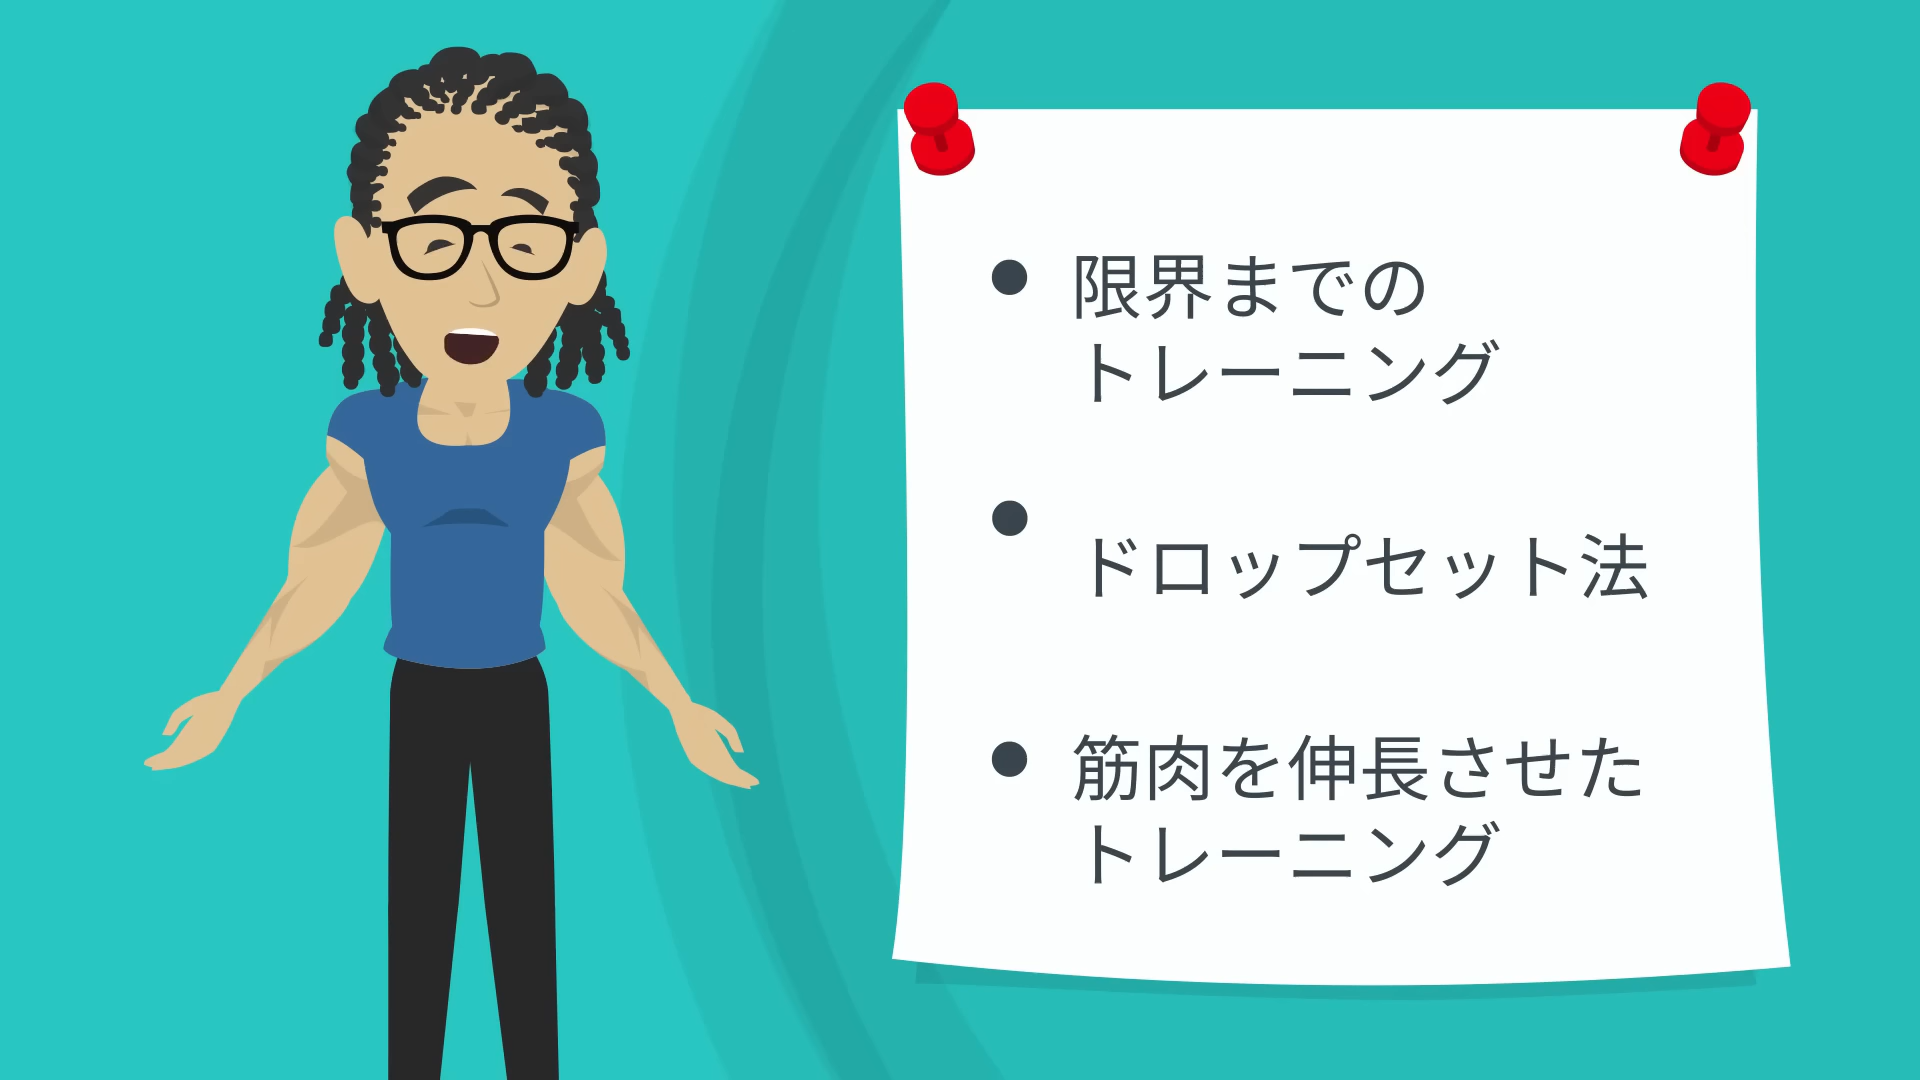 限界までの
トレーニング
ドロップセット法
筋肉を伸長させた
トレーニング